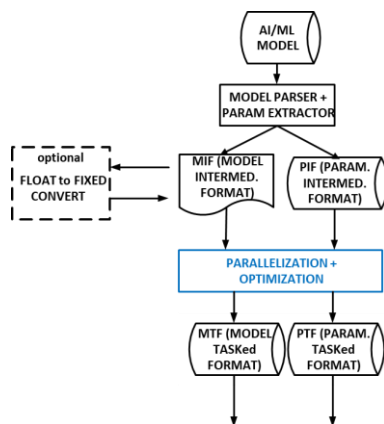 AI/ML
MODEL
MODEL PARSER +
PARAM EXTRACTOR
optional
FLOAT to FIXED
CONVERT
MIF (MODEL
INTERMED.
FORMAT)
PIF (PARAM.
INTERMED.
FORMAT)
PARALLELIZATION +
OPTIMIZATION
MTF (MODEL
TASKed
FORMAT)
PTF (PARAM.
TASKed
FORMAT)